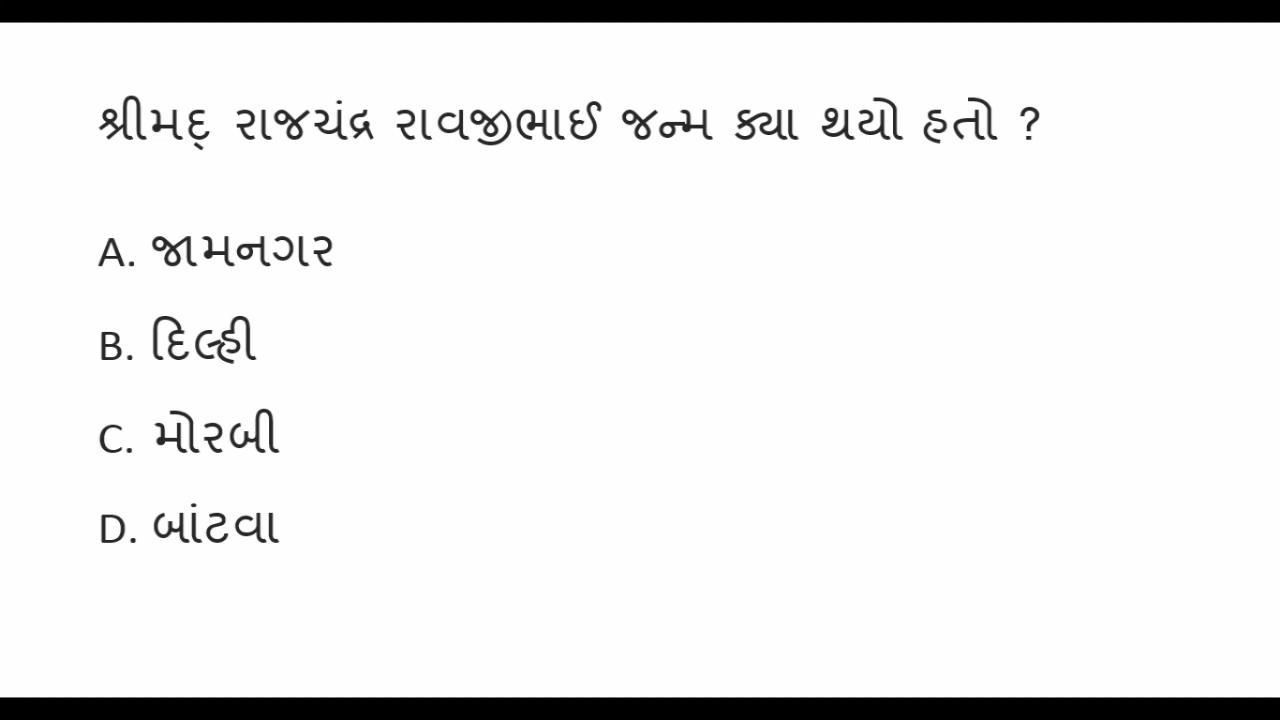 શ્રીમદ્ રાજચંદ્ર રાવજીભાઈ જન્મ ક્યા થયો હતો ?
A. જામનગર
B. દિલ્હી
C. મોરબી
D. બાંટવા